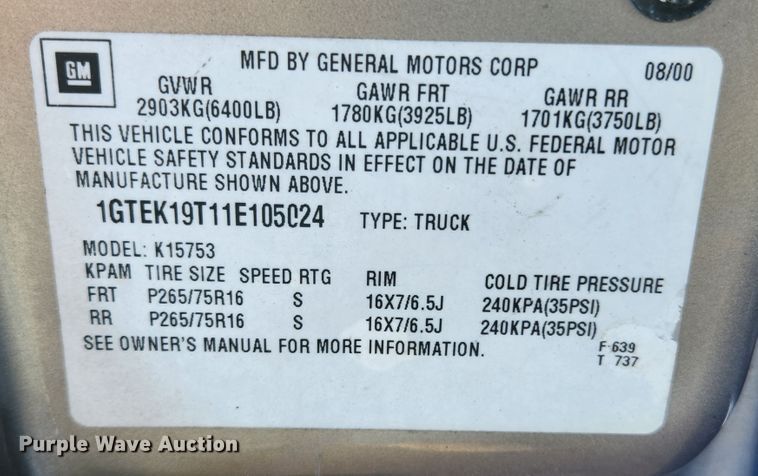 GM
MFD BY GENERAL MOTORS CORP 08/00
GVWR GAWR FRT GAWR RR
2903KG(6400LB) 1780KG(3925LB) 1701KG(3750LB)
THIS VEHICLE CONFORMS TO ALL APPLICABLE U.S. FEDERAL MOTOR
VEHICLE SAFETY STANDARDS IN EFFECT ON THE DATE OF
MANUFACTURE SHOWN ABOVE.
1GTEK19T11E105024 TYPE: TRUCK
MODEL: K15753
KPAM TIRE SIZE SPEED RTG RIM COLD TIRE PRESSURE
FRT P265/75R16 S 16X7/6.5J 240KPA(35PSI)
RR P265/75R16 S 16X7/6.5J 240KPA(35PSI)
SEE OWNER'S MANUAL FOR MORE INFORMATION.
F 639
T 737
Purple Wave Auction